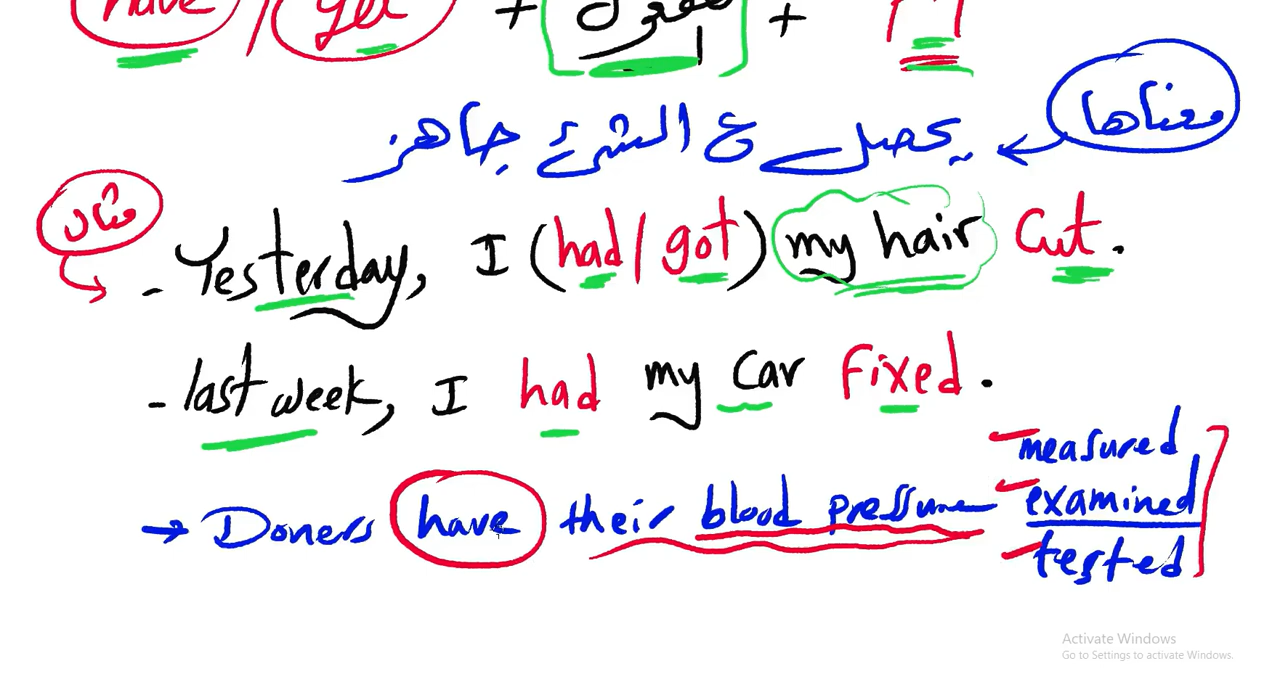 have / get + مفعول +
معناها يحصل ع الشئ جاهز
مثال
- Yesterday, I (had / got) my hair cut.
- last week, I had my car fixed.
→ Doners have their blood pressure measured
examined
tested
Activate Windows
Go to Settings to activate Windows.